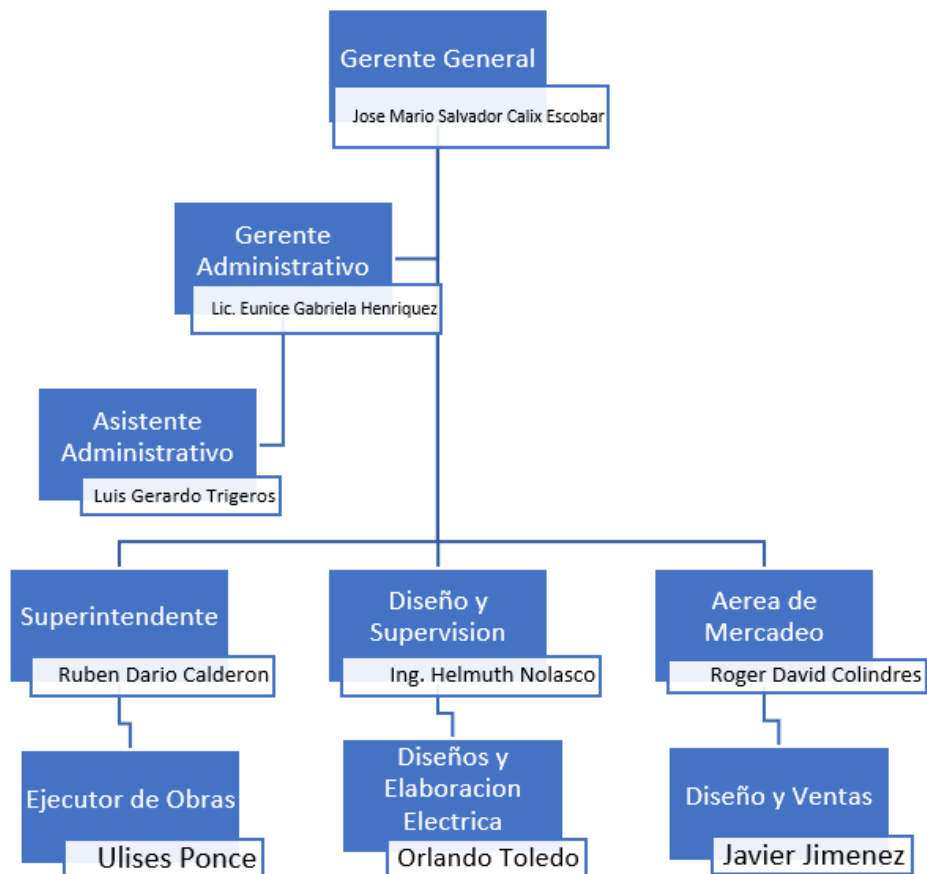 Gerente General
Jose Mario Salvador Calix Escobar
Gerente
Administrativo
Lic. Eunice Gabriela Henriquez
Asistente
Administrativo
Luis Gerardo Trigeros
Superintendente
Ruben Dario Calderon
Diseño y
Supervision
Ing. Helmuth Nolasco
Aerea de
Mercadeo
Roger David Colindres
Ejecutor de Obras
Ulises Ponce
Diseños y
Elaboracion
Electrica
Orlando Toledo
Diseño y Ventas
Javier Jimenez